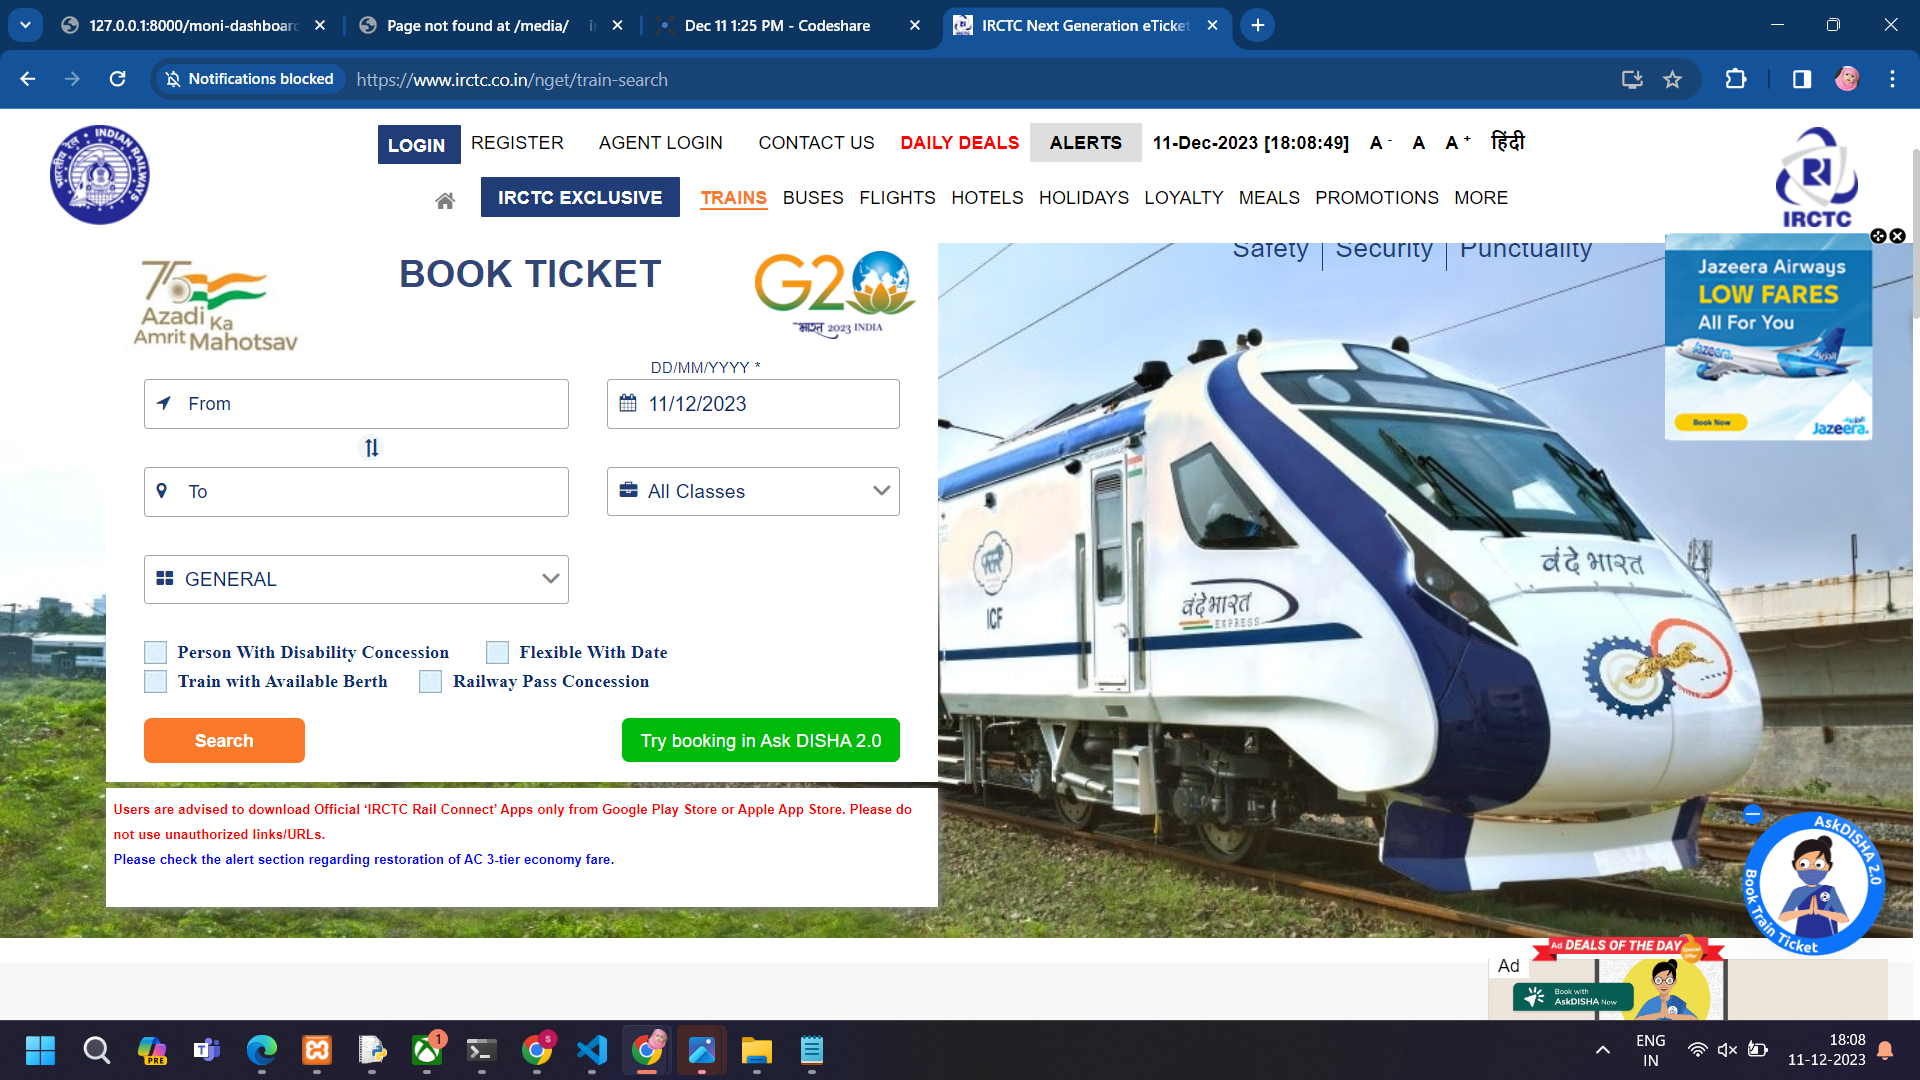 127.0.0.1:8000/moni-dashboard
Page not found at /media/
Dec 11 1:25 PM - Codeshare
IRCTC Next Generation eTicket
Notifications blocked
https://www.irctc.co.in/nget/train-search
INDIAN RAILWAYS
भारतीय रेल
LOGIN REGISTER AGENT LOGIN CONTACT US DAILY DEALS ALERTS 11-Dec-2023 [18:08:49] A - A A + हिंदी
IRCTC
IRCTC EXCLUSIVE TRAINS BUSES FLIGHTS HOTELS HOLIDAYS LOYALTY MEALS PROMOTIONS MORE
Safety | Security | Punctuality
75
Azadi Ka
Amrit Mahotsav
BOOK TICKET
G20
भारत 2023 INDIA
Jazeera Airways
LOW FARES
All For You
Jazeera
Book Now
Jazeera.
DD/MM/YYYY *
From
11/12/2023
To
All Classes
GENERAL
Person With Disability Concession
Flexible With Date
Train with Available Berth
Railway Pass Concession
Search
Try booking in Ask DISHA 2.0
ICF
वंदे भारत
EXPRESS
वंदे भारत
Users are advised to download Official ‘IRCTC Rail Connect’ Apps only from Google Play Store or Apple App Store. Please do
not use unauthorized links/URLs.
Please check the alert section regarding restoration of AC 3-tier economy fare.
AskDISHA 2.0
Book Train Ticket
Ad DEALS OF THE DAY
Special Offer
Ad
Book with
AskDISHA Now
PRE
1
S
ENG
IN
18:08
11-12-2023